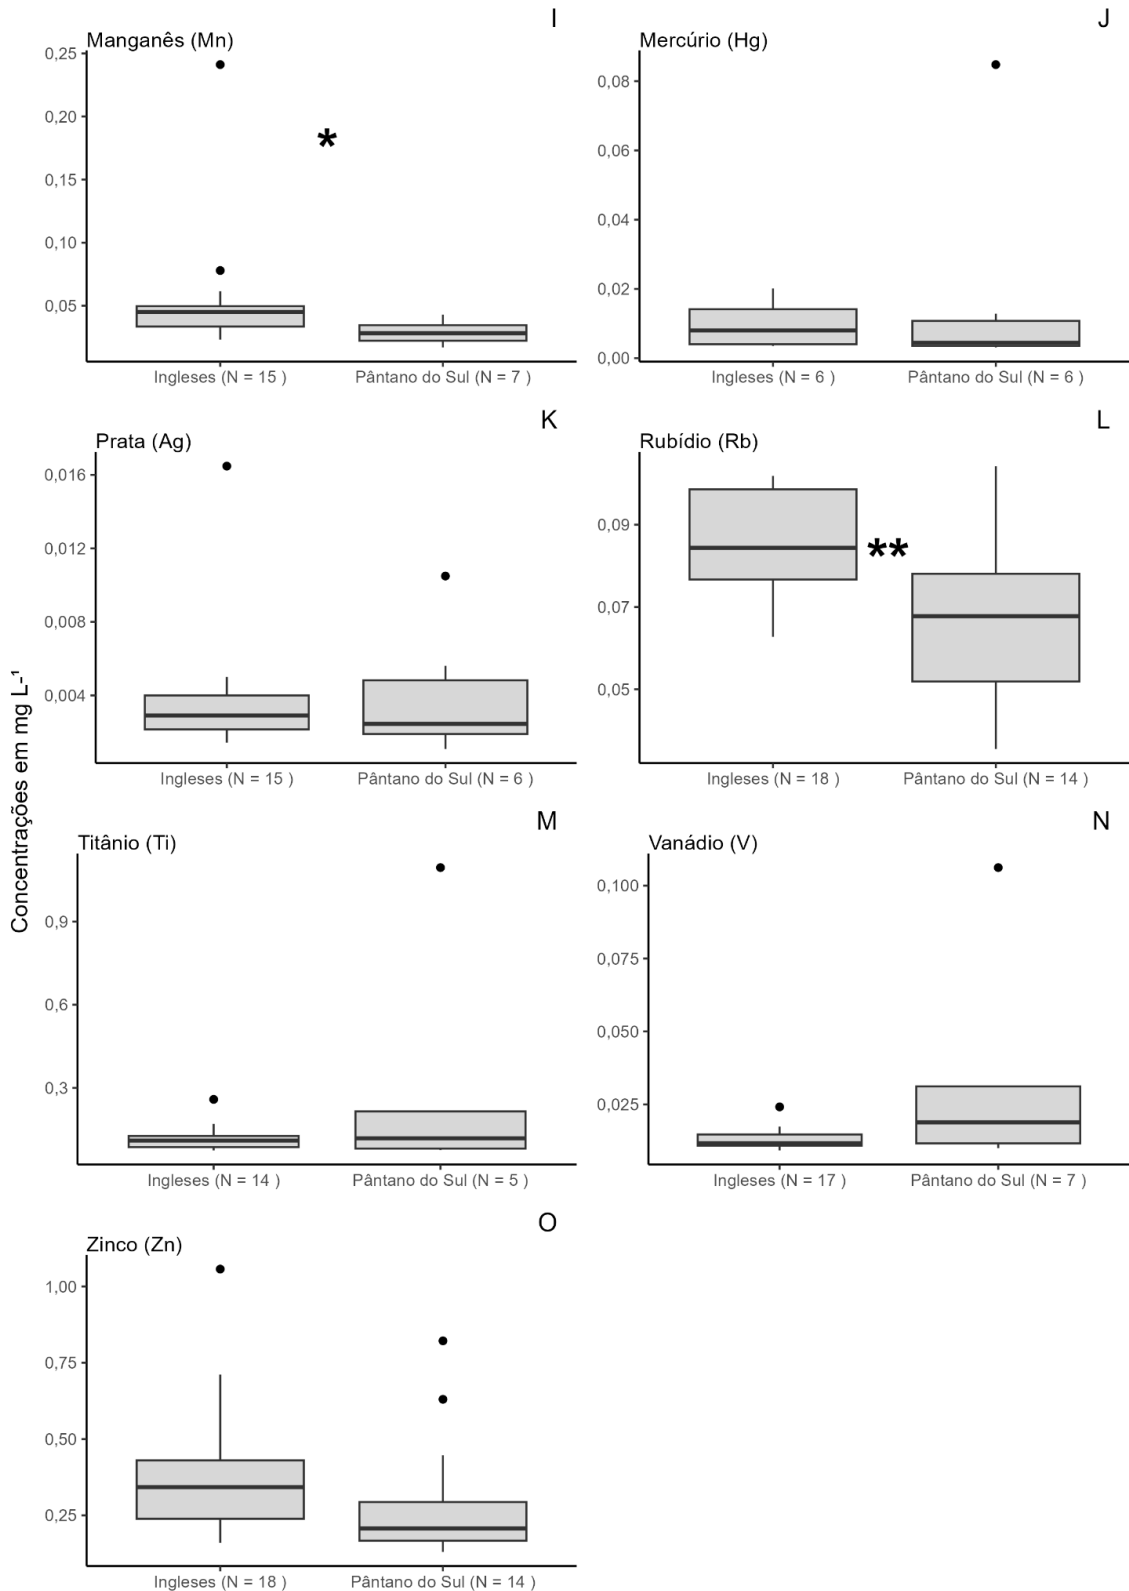 I
Manganês (Mn)
0,25
0,20
0,15
0,10
0,05
*
Ingleses (N = 15 )
Pântano do Sul (N = 7 )
J
Mercúrio (Hg)
0,08
0,06
0,04
0,02
0,00
Ingleses (N = 6 )
Pântano do Sul (N = 6 )
K
Prata (Ag)
0,016
0,012
0,008
0,004
Ingleses (N = 15 )
Pântano do Sul (N = 6 )
L
Rubídio (Rb)
0,09
0,07
0,05
**
Ingleses (N = 18 )
Pântano do Sul (N = 14 )
Concentrações em mg L-¹
M
Titânio (Ti)
0,9
0,6
0,3
Ingleses (N = 14 )
Pântano do Sul (N = 5 )
N
Vanádio (V)
0,100
0,075
0,050
0,025
Ingleses (N = 17 )
Pântano do Sul (N = 7 )
O
Zinco (Zn)
1,00
0,75
0,50
0,25
Ingleses (N = 18 )
Pântano do Sul (N = 14 )